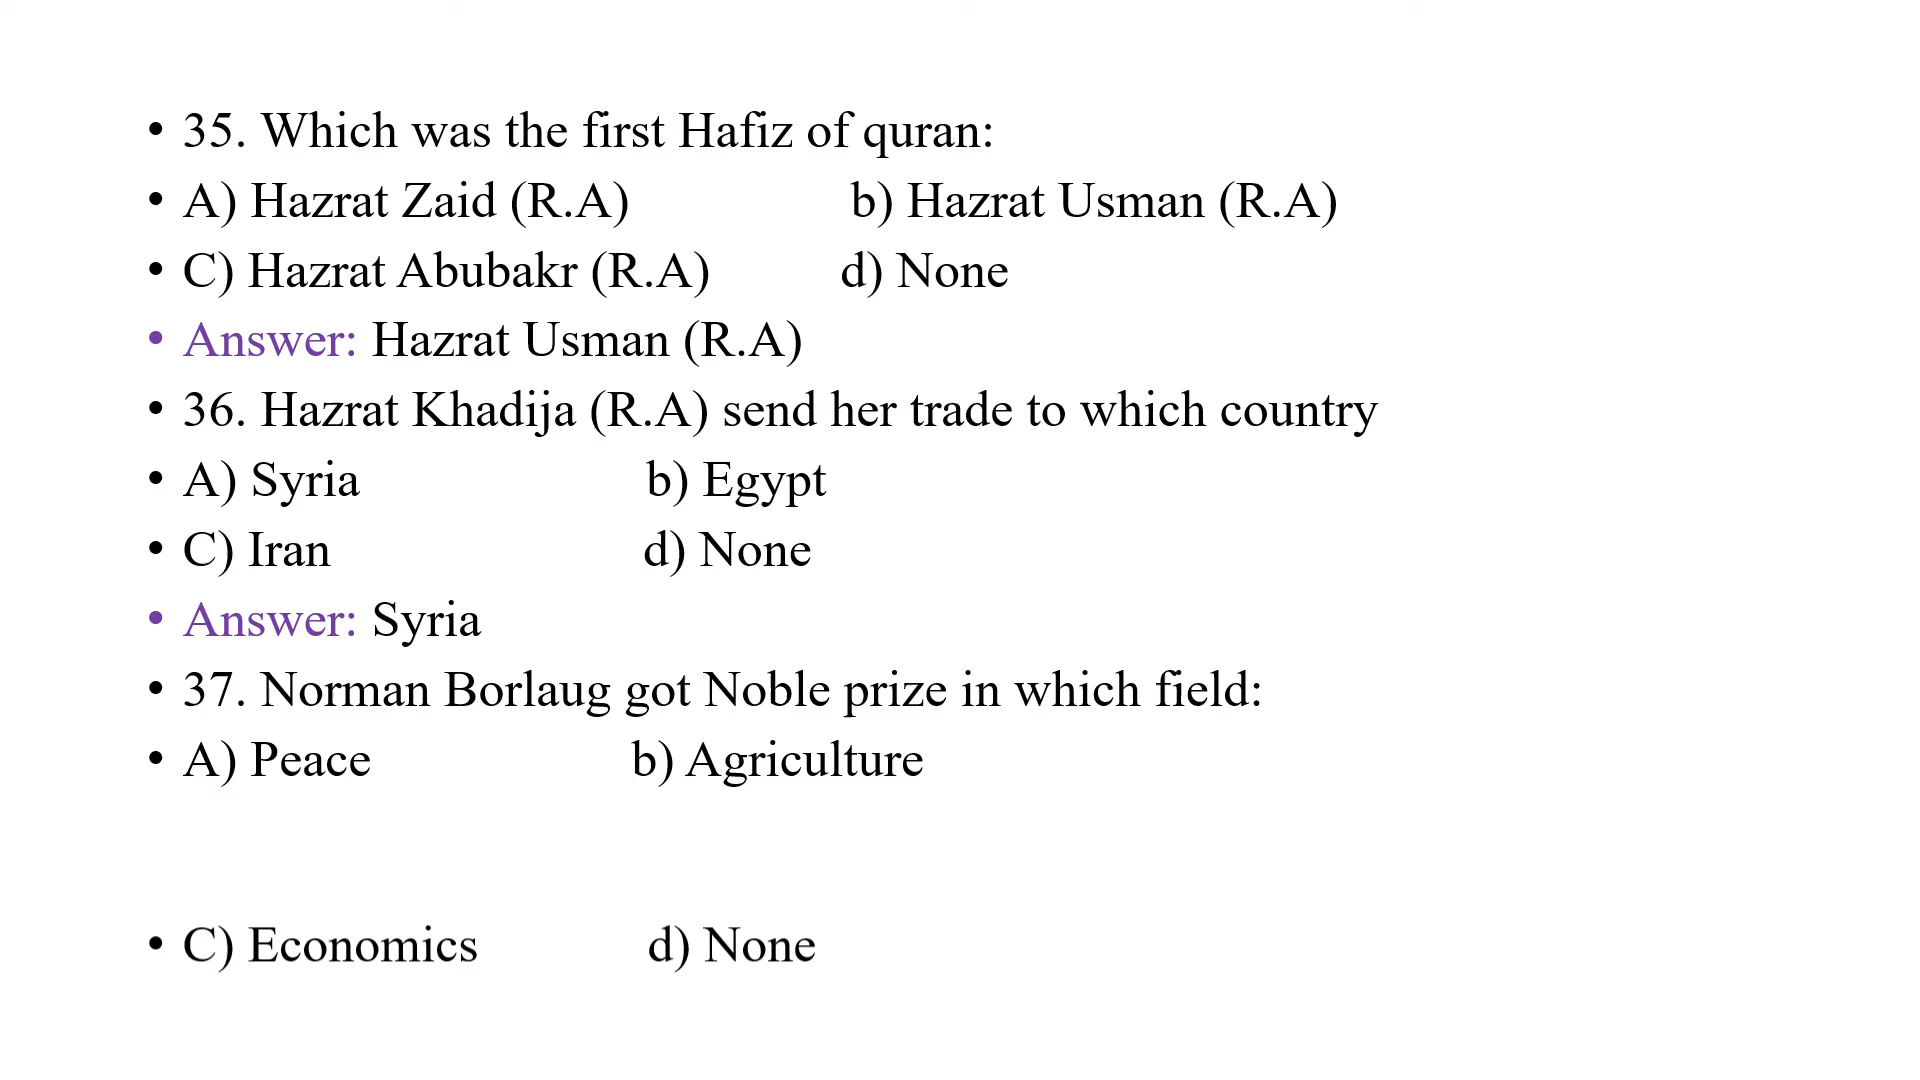 • 35. Which was the first Hafiz of quran:
• A) Hazrat Zaid (R.A) b) Hazrat Usman (R.A)
• C) Hazrat Abubakr (R.A) d) None
• Answer: Hazrat Usman (R.A)
• 36. Hazrat Khadija (R.A) send her trade to which country
• A) Syria b) Egypt
• C) Iran d) None
• Answer: Syria
• 37. Norman Borlaug got Noble prize in which field:
• A) Peace b) Agriculture
• C) Economics d) None